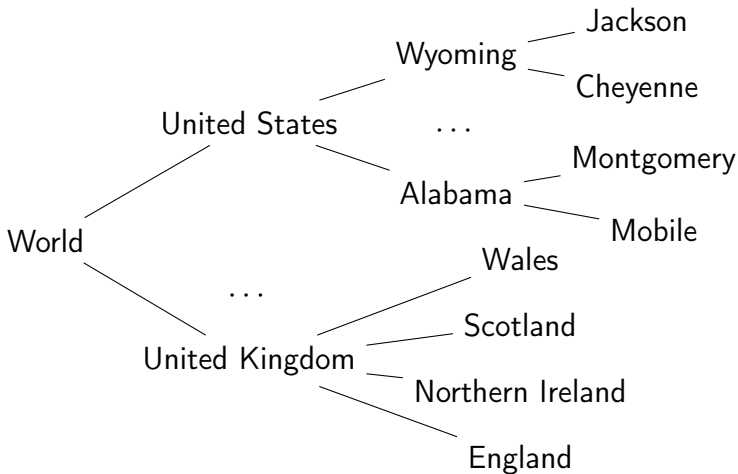 Jackson
Wyoming
Cheyenne
United States
...
Montgomery
Alabama
Mobile
World
Wales
...
Scotland
United Kingdom
Northern Ireland
England